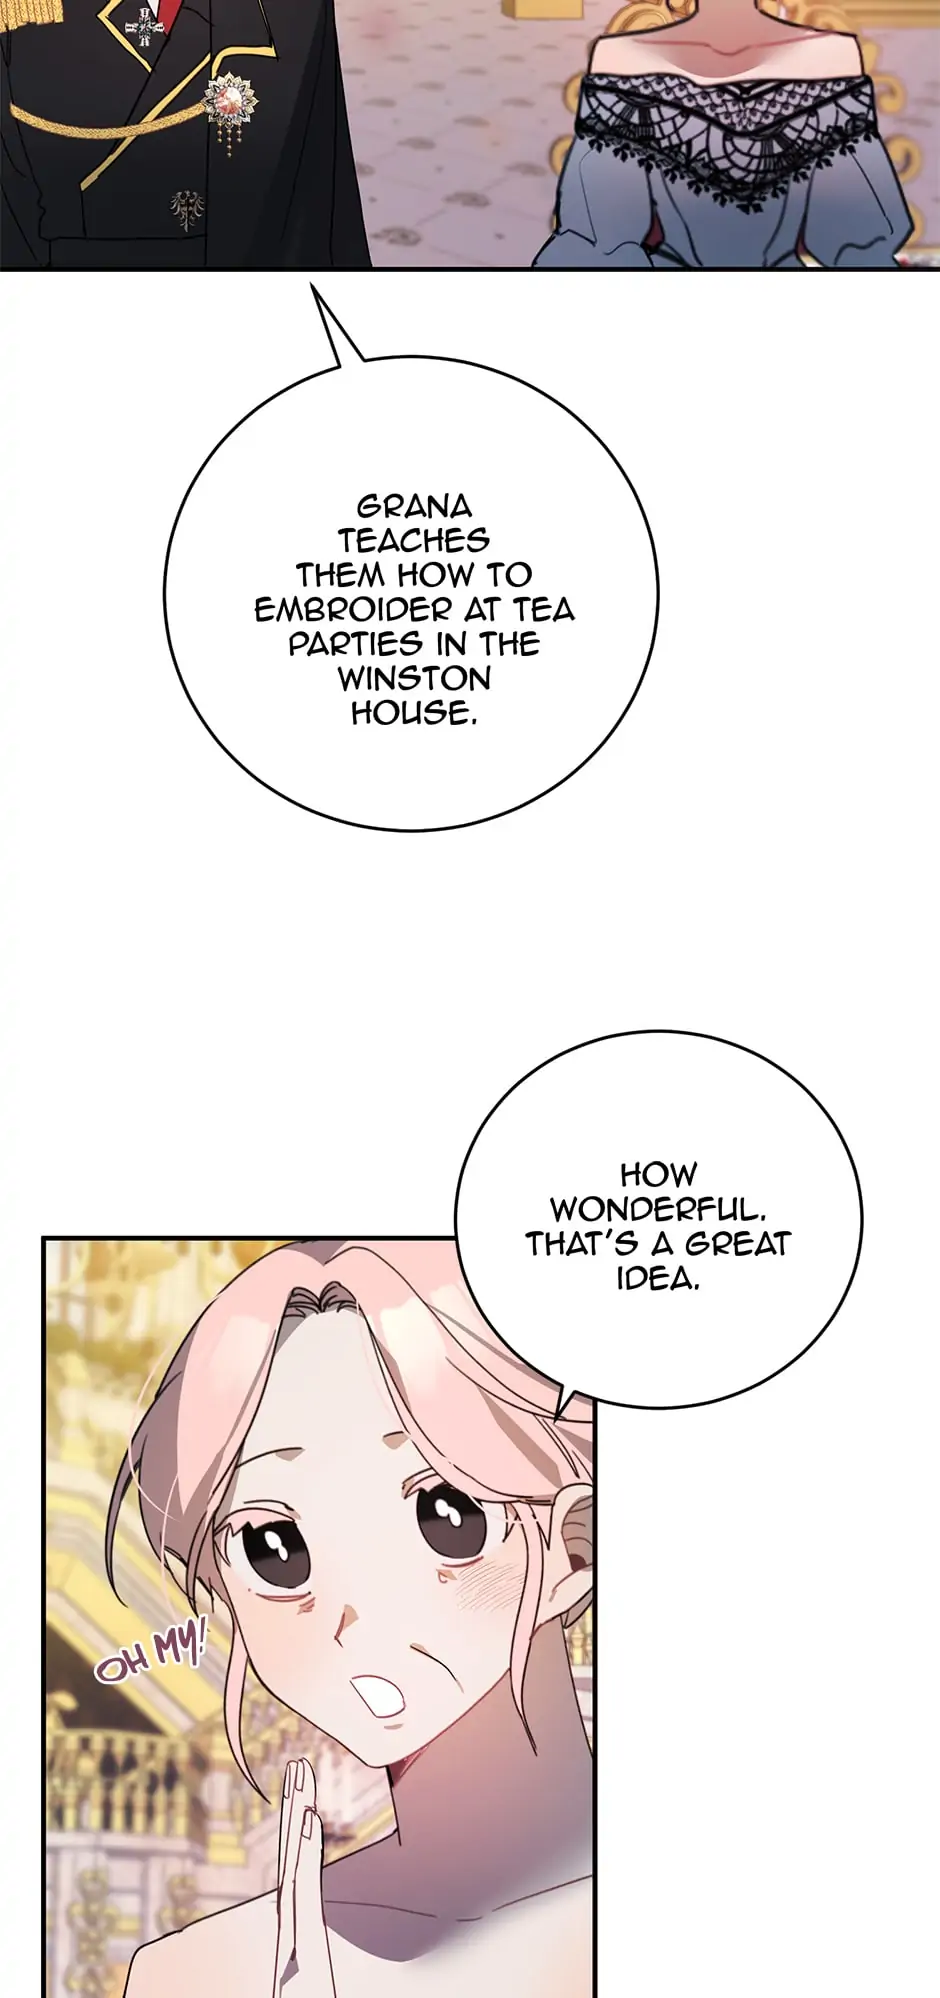 GRANA
TEACHES
THEM HOW TO
EMBROIDER AT TEA
PARTIES IN THE
WINSTON
HOUSE.
HOW
WONDERFUL.
THAT'S A GREAT
IDEA.
OH MY!